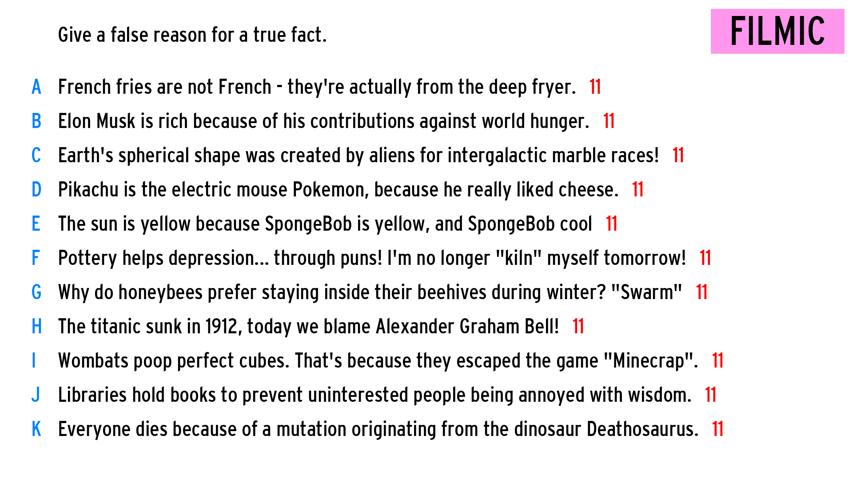 Give a false reason for a true fact.
FILMIC
A French fries are not French - they're actually from the deep fryer. 11
B Elon Musk is rich because of his contributions against world hunger. 11
C Earth's spherical shape was created by aliens for intergalactic marble races! 11
D Pikachu is the electric mouse Pokemon, because he really liked cheese. 11
E The sun is yellow because SpongeBob is yellow, and SpongeBob cool 11
F Pottery helps depression... through puns! I'm no longer "kiln" myself tomorrow! 11
G Why do honeybees prefer staying inside their beehives during winter? "Swarm" 11
H The titanic sunk in 1912, today we blame Alexander Graham Bell! 11
I Wombats poop perfect cubes. That's because they escaped the game "Minecrap". 11
J Libraries hold books to prevent uninterested people being annoyed with wisdom. 11
K Everyone dies because of a mutation originating from the dinosaur Deathosaurus. 11